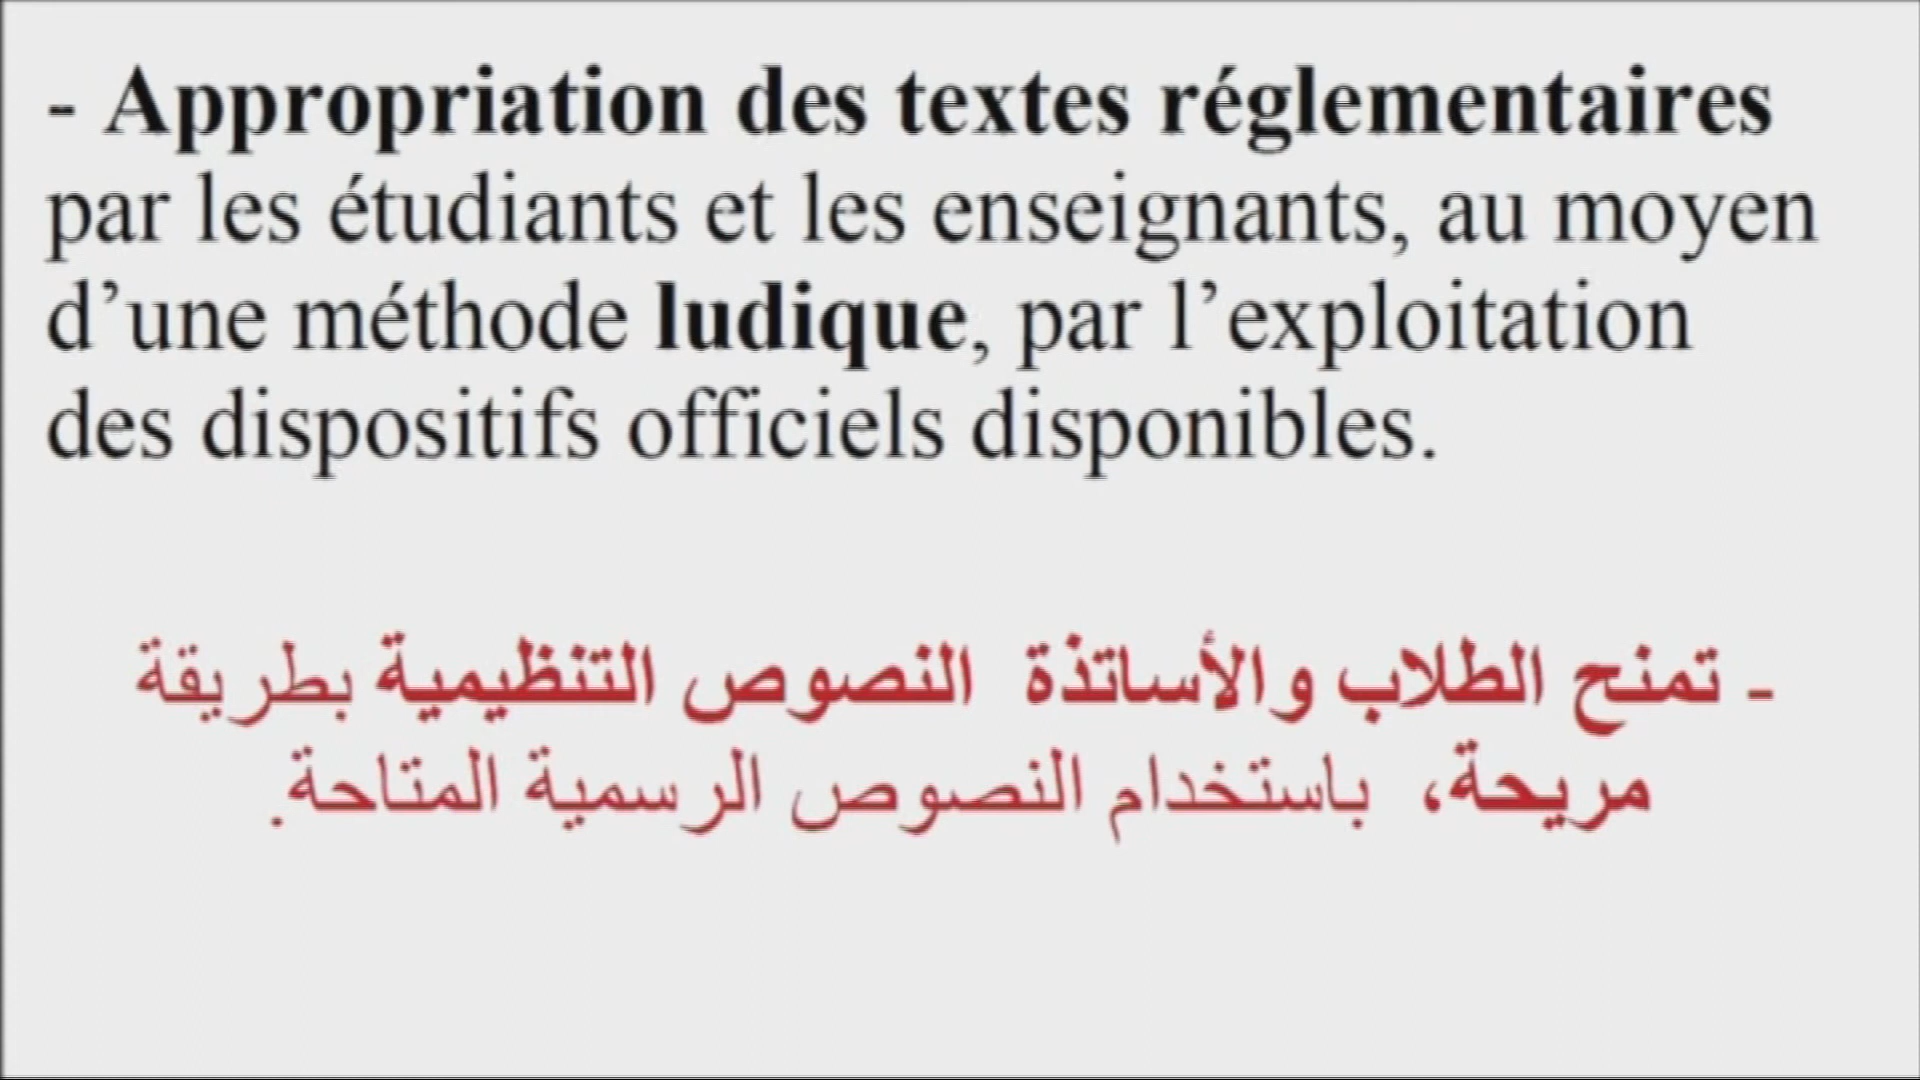 - Appropriation des textes réglementaires
par les étudiants et les enseignants, au moyen
d’une méthode ludique, par l’exploitation
des dispositifs officiels disponibles.
- تمنح الطلاب والأساتذة النصوص التنظيمية بطريقة
مريحة، باستخدام النصوص الرسمية المتاحة.